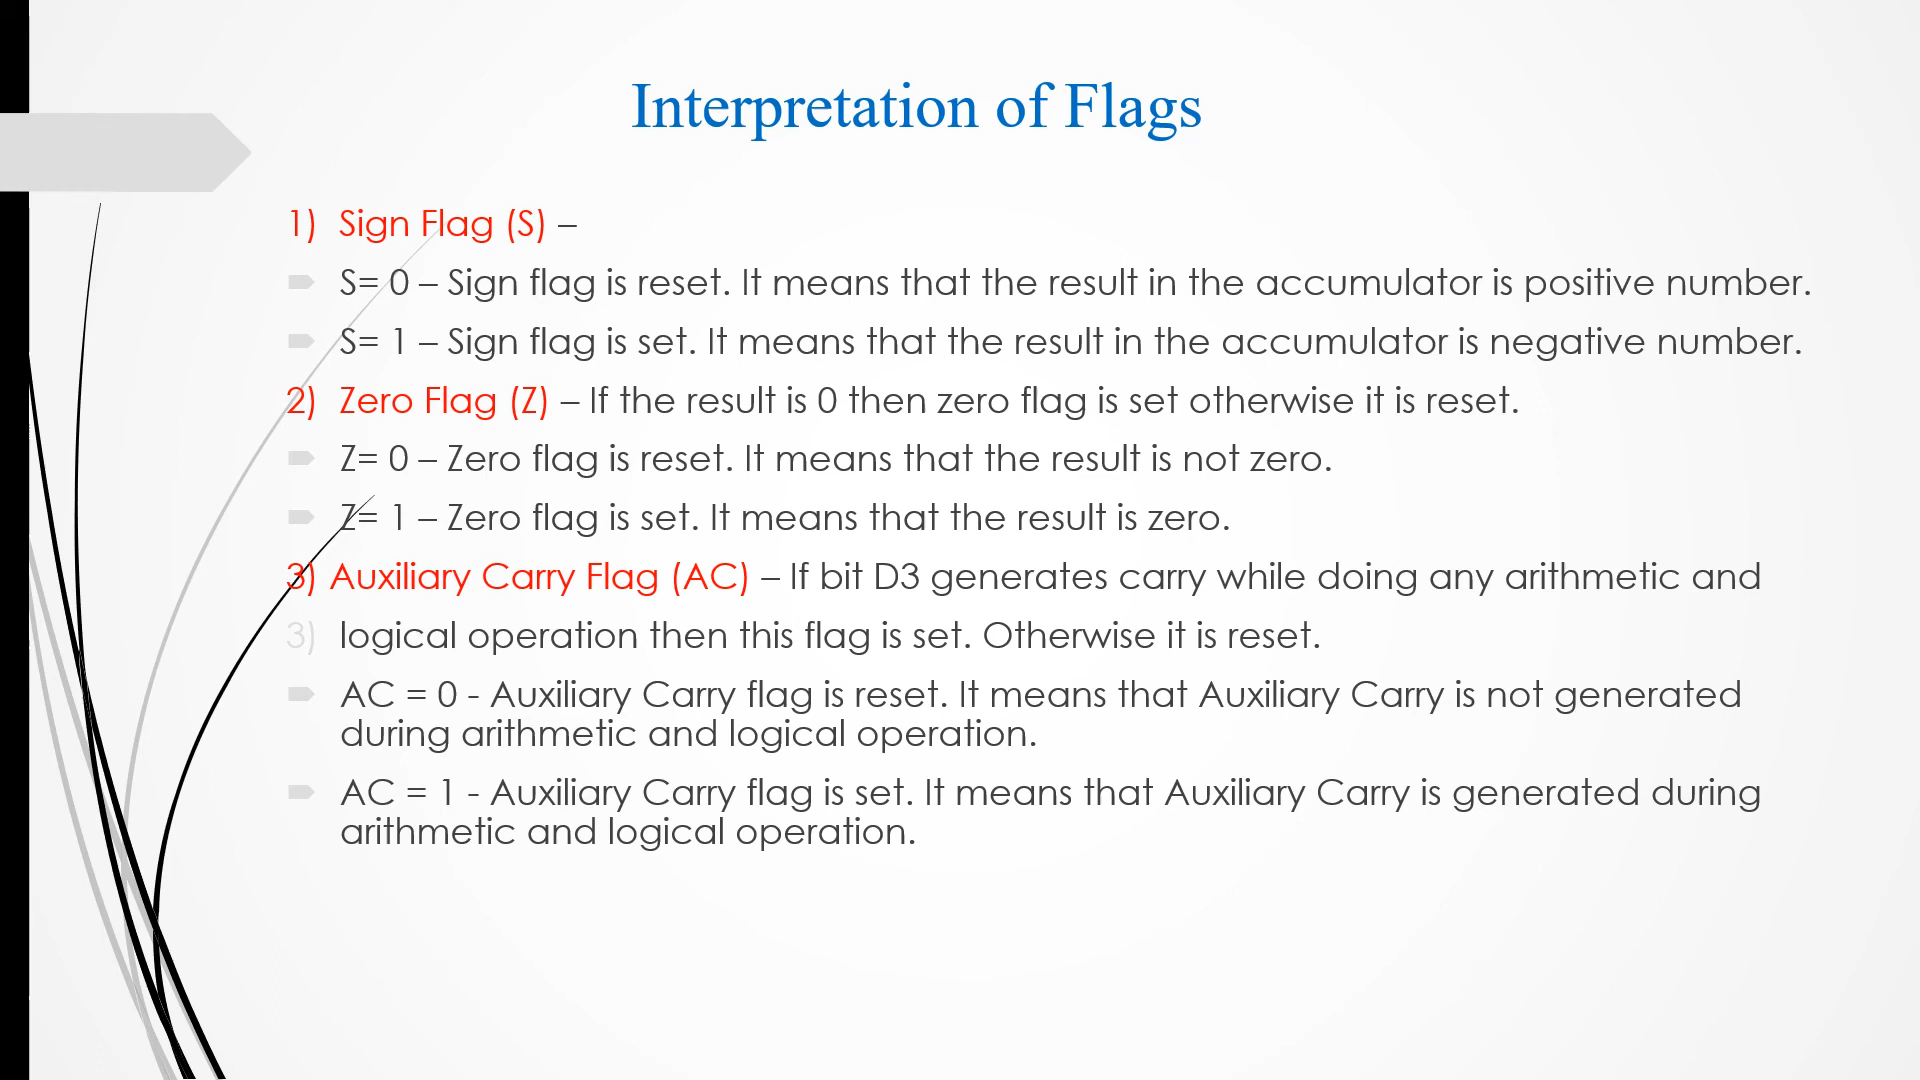 Interpretation of Flags
1) Sign Flag (S) –
S= 0 – Sign flag is reset. It means that the result in the accumulator is positive number.
S= 1 – Sign flag is set. It means that the result in the accumulator is negative number.
2) Zero Flag (Z) – If the result is 0 then zero flag is set otherwise it is reset.
Z= 0 – Zero flag is reset. It means that the result is not zero.
Z= 1 – Zero flag is set. It means that the result is zero.
3) Auxiliary Carry Flag (AC) – If bit D3 generates carry while doing any arithmetic and
3) logical operation then this flag is set. Otherwise it is reset.
AC = 0 - Auxiliary Carry flag is reset. It means that Auxiliary Carry is not generated
during arithmetic and logical operation.
AC = 1 - Auxiliary Carry flag is set. It means that Auxiliary Carry is generated during
arithmetic and logical operation.